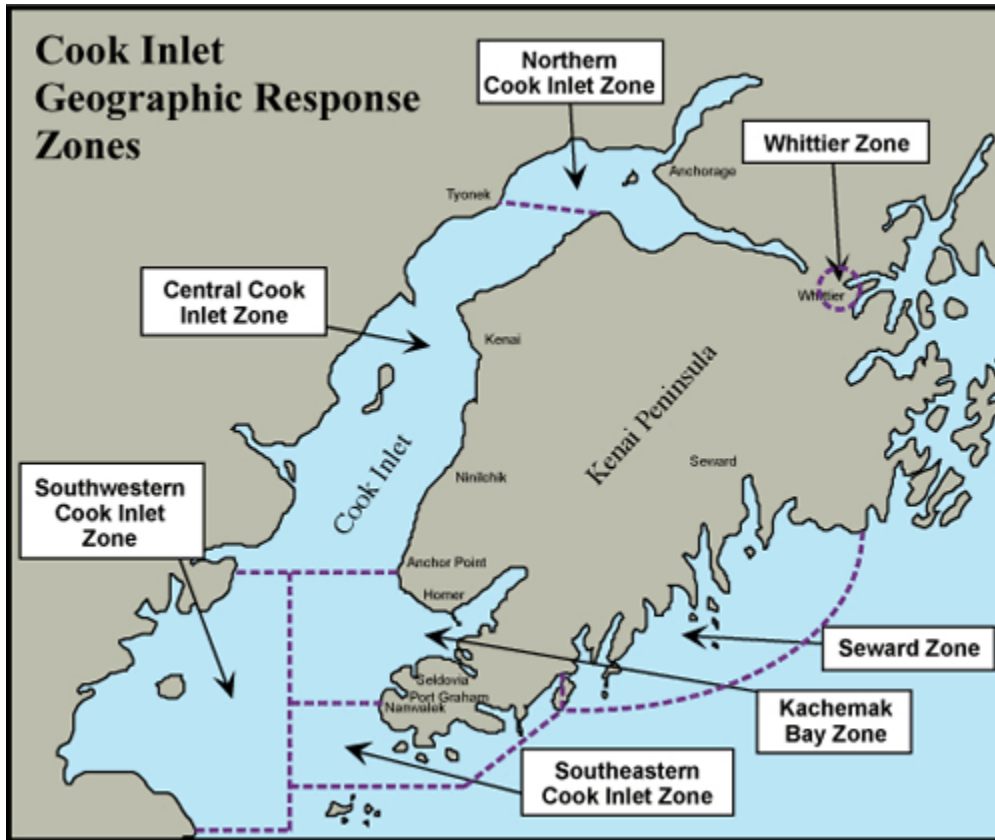 Cook Inlet
Geographic Response
Zones
Northern
Cook Inlet Zone
Whittier Zone
Anchorage
Tyonek
Central Cook
Inlet Zone
Whittier
Kenai
Kenai Peninsula
Cook Inlet
Seward
Ninilchik
Southwestern
Cook Inlet
Zone
Anchor Point
Homer
Seward Zone
Seldovia
Port Graham
Nanwalek
Kachemak
Bay Zone
Southeastern
Cook Inlet Zone